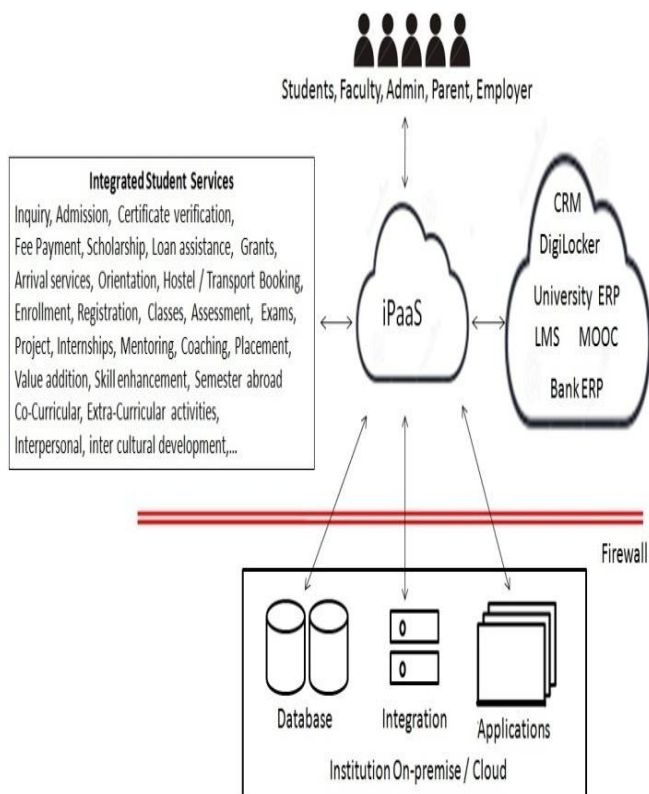 Students, Faculty, Admin, Parent, Employer
Integrated Student Services
Inquiry, Admission, Certificate verification,
Fee Payment, Scholarship, Loan assistance, Grants,
Arrival services, Orientation, Hostel / Transport Booking,
Enrollment, Registration, Classes, Assessment, Exams,
Project, Internships, Mentoring, Coaching, Placement,
Value addition, Skill enhancement, Semester abroad
Co-Curricular, Extra-Curricular activities,
Interpersonal, inter cultural development,...
iPaaS
CRM
DigiLocker
University ERP
LMS MOOC
Bank ERP
Firewall
Database
Integration
Applications
Institution On-premise / Cloud